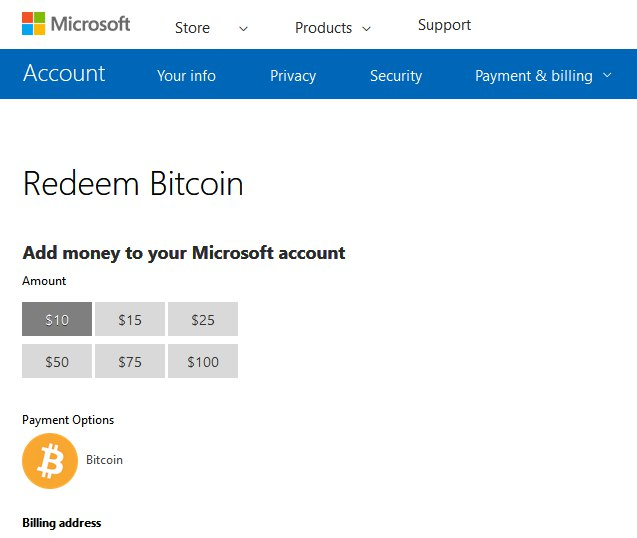 Microsoft Store Products Support
Account Your info Privacy Security Payment & billing
Redeem Bitcoin
Add money to your Microsoft account
Amount
$10 $15 $25
$50 $75 $100
Payment Options
Bitcoin
Billing address